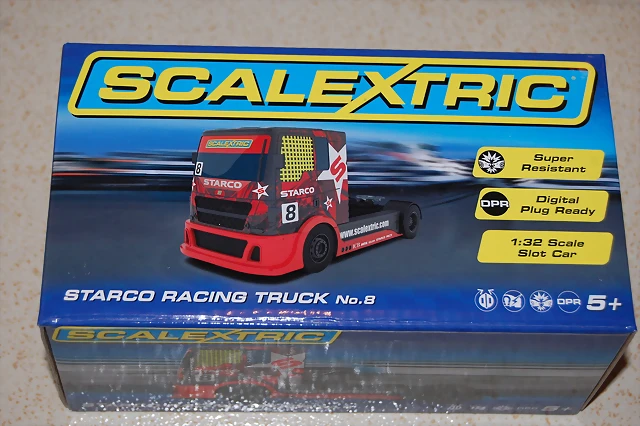 SCALEXTRIC
SCALEXTRIC
8
STARCO
STARCO
8
S
www.scalextric.com
Super
Resistant
DPR
Digital
Plug Ready
1:32 Scale
Slot Car
STARCO RACING TRUCK No.8
DPR
5+
SCALEXTRIC